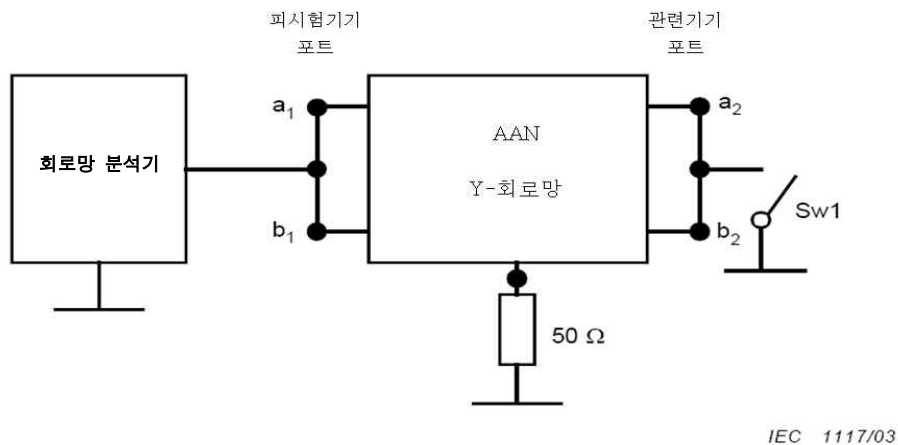 피시험기기
포트
관련기기
포트
a1
a2
AAN
회로망 분석기
Y-회로망
Sw1
b1
b2
50 Ω
IEC 1117/03